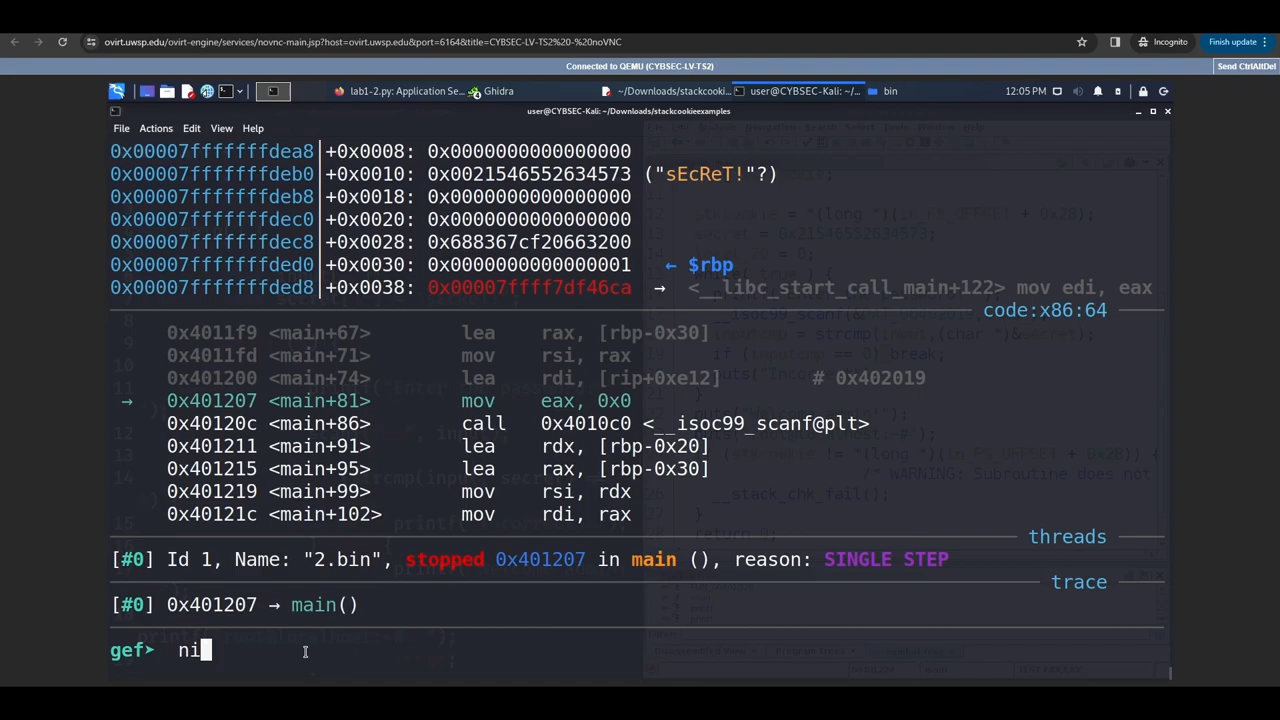 ovirt.uwsp.edu/ovirt-engine/services/novnc-main.jsp?host=ovirt.uwsp.edu&port=6164&title=CYBSEC-LV-TS2%20-%20noVNC
Incognito
Finish update
Connected to QEMU (CYBSEC-LV-TS2)
Send CtrlAltDel
lab1-2.py: Application Se...
4
Ghidra
~/Downloads/stackcooki...
user@CYBSEC-Kali: ~/...
bin
12:05 PM
user@CYBSEC-Kali: ~/Downloads/stackcookieexamples
File Actions Edit View Help
0x00007fffffffdea8│+0x0008: 0x0000000000000000
0x00007fffffffdeb0│+0x0010: 0x0021546552634573 ("sEcReT!"?)
0x00007fffffffdeb8│+0x0018: 0x0000000000000000
0x00007fffffffdec0│+0x0020: 0x0000000000000000
0x00007fffffffdec8│+0x0028: 0x688367cf20663200
0x00007fffffffded0│+0x0030: 0x0000000000000001 ← $rbp
0x00007fffffffded8│+0x0038: 0x00007ffff7df46ca → <__libc_start_call_main+122> mov edi, eax
code:x86:64
0x4011f9 <main+67> lea rax, [rbp-0x30]
0x4011fd <main+71> mov rsi, rax
0x401200 <main+74> lea rdi, [rip+0xe12] # 0x402019
→ 0x401207 <main+81> mov eax, 0x0
0x40120c <main+86> call 0x4010c0 <__isoc99_scanf@plt>
0x401211 <main+91> lea rdx, [rbp-0x20]
0x401215 <main+95> lea rax, [rbp-0x30]
0x401219 <main+99> mov rsi, rdx
0x40121c <main+102> mov rdi, rax
threads
[#0] Id 1, Name: "2.bin", stopped 0x401207 in main (), reason: SINGLE STEP
trace
[#0] 0x401207 → main()
gef➤ ni